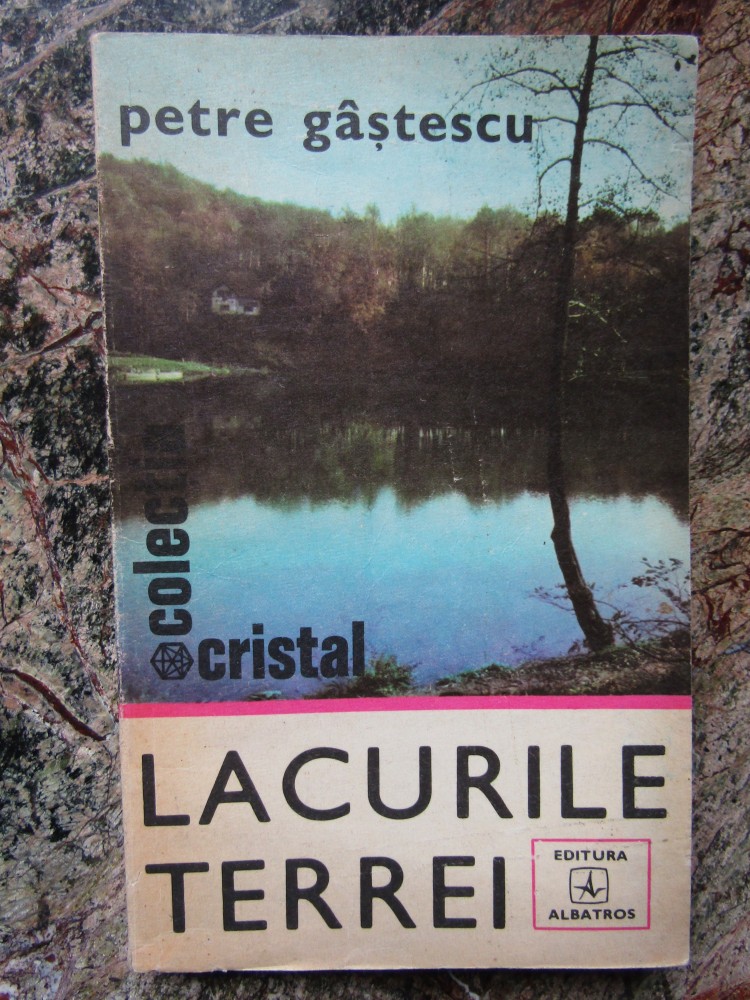 petre gâștescu
colecția
cristal
LACURILE
TERREI
EDITURA
ALBATROS